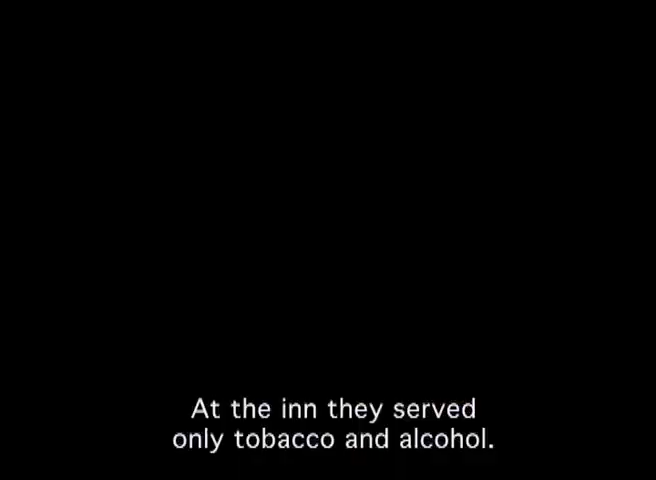 At the inn they served
only tobacco and alcohol.